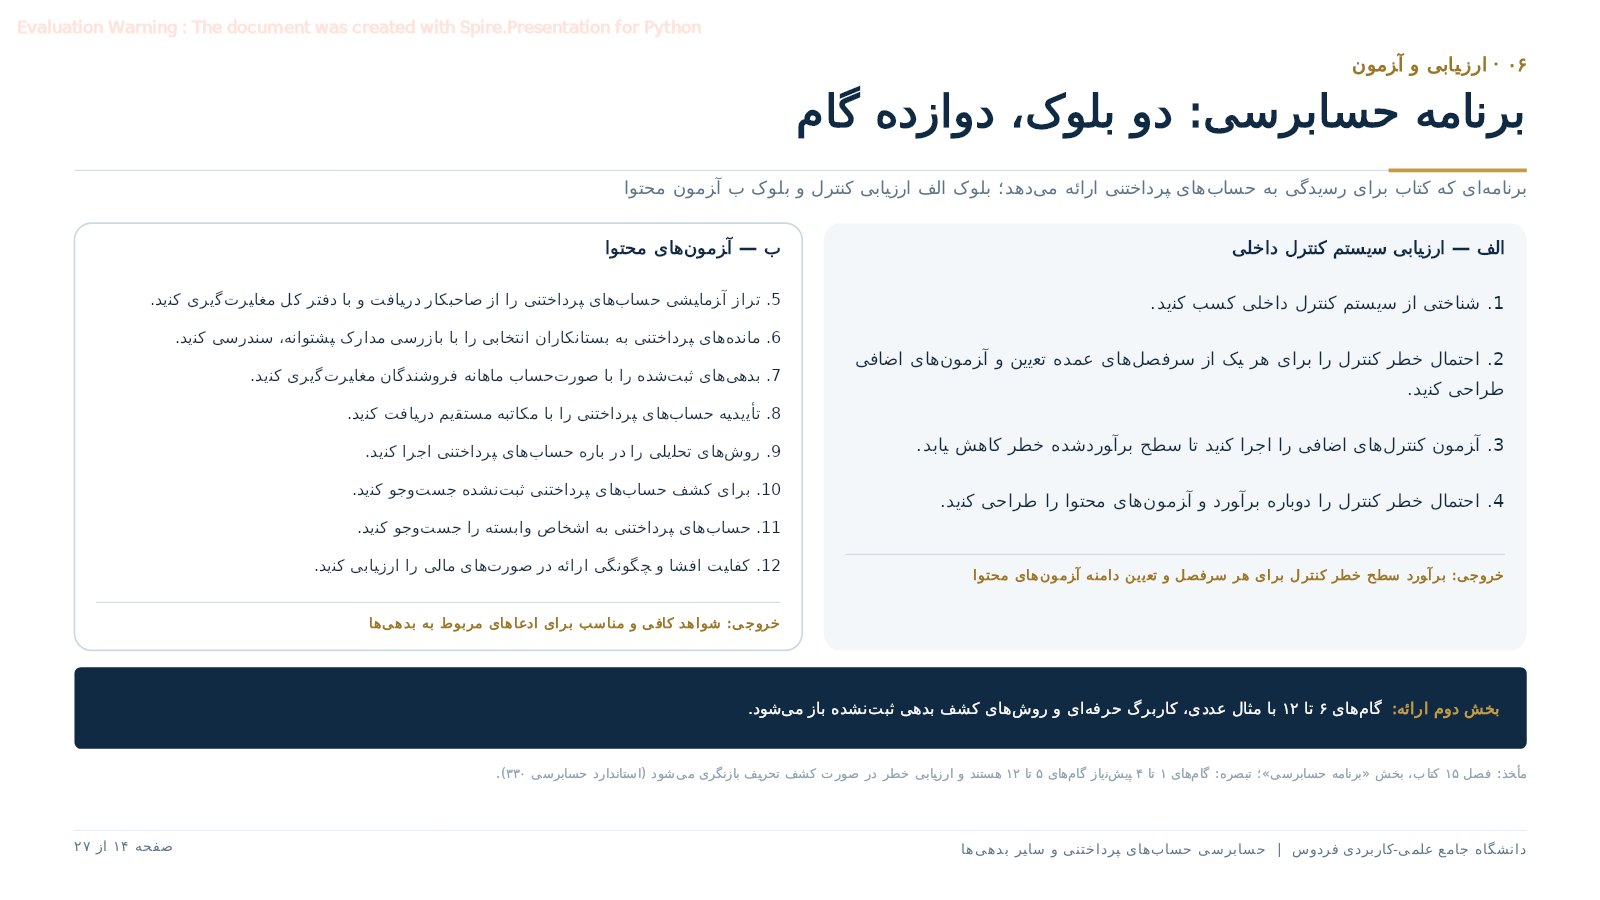 Evaluation Warning : The document was created with Spire.Presentation for Python
۰۶ · ارزیابی و آزمون
برنامه حسابرسی: دو بلوک، دوازده گام
برنامه‌ای که کتاب برای رسیدگی به حساب‌های پرداختنی ارائه می‌دهد؛ بلوک الف ارزیابی کنترل و بلوک ب آزمون محتوا
الف — ارزیابی سیستم کنترل داخلی
1. شناختی از سیستم کنترل داخلی کسب کنید.
2. احتمال خطر کنترل را برای هر یک از سرفصل‌های عمده تعیین و آزمون‌های اضافی
طراحی کنید.
3. آزمون کنترل‌های اضافی را اجرا کنید تا سطح برآوردشده خطر کاهش یابد.
4. احتمال خطر کنترل را دوباره برآورد و آزمون‌های محتوا را طراحی کنید.
خروجی: برآورد سطح خطر کنترل برای هر سرفصل و تعیین دامنه آزمون‌های محتوا
ب — آزمون‌های محتوا
5. تراز آزمایشی حساب‌های پرداختنی را از صاحبکار دریافت و با دفتر کل مغایرت‌گیری کنید.
6. مانده‌های پرداختنی به بستانکاران انتخابی را با بازرسی مدارک پشتوانه، سندرسی کنید.
7. بدهی‌های ثبت‌شده را با صورت‌حساب ماهانه فروشندگان مغایرت‌گیری کنید.
8. تأییدیه حساب‌های پرداختنی را با مکاتبه مستقیم دریافت کنید.
9. روش‌های تحلیلی را در باره حساب‌های پرداختنی اجرا کنید.
10. برای کشف حساب‌های پرداختنی ثبت‌نشده جست‌وجو کنید.
11. حساب‌های پرداختنی به اشخاص وابسته را جست‌وجو کنید.
12. کفایت افشا و چگونگی ارائه در صورت‌های مالی را ارزیابی کنید.
خروجی: شواهد کافی و مناسب برای ادعاهای مربوط به بدهی‌ها
بخش دوم ارائه: گام‌های ۶ تا ۱۲ با مثال عددی، کاربرگ حرفه‌ای و روش‌های کشف بدهی ثبت‌نشده باز می‌شود.
مأخذ: فصل ۱۵ کتاب، بخش «برنامه حسابرسی»؛ تبصره: گام‌های ۱ تا ۴ پیش‌نیاز گام‌های ۵ تا ۱۲ هستند و ارزیابی خطر در صورت کشف تحریف بازنگری می‌شود (استاندارد حسابرسی ۳۳۰).
دانشگاه جامع علمی-کاربردی فردوس | حسابرسی حساب‌های پرداختنی و سایر بدهی‌ها
صفحه ۱۴ از ۲۷